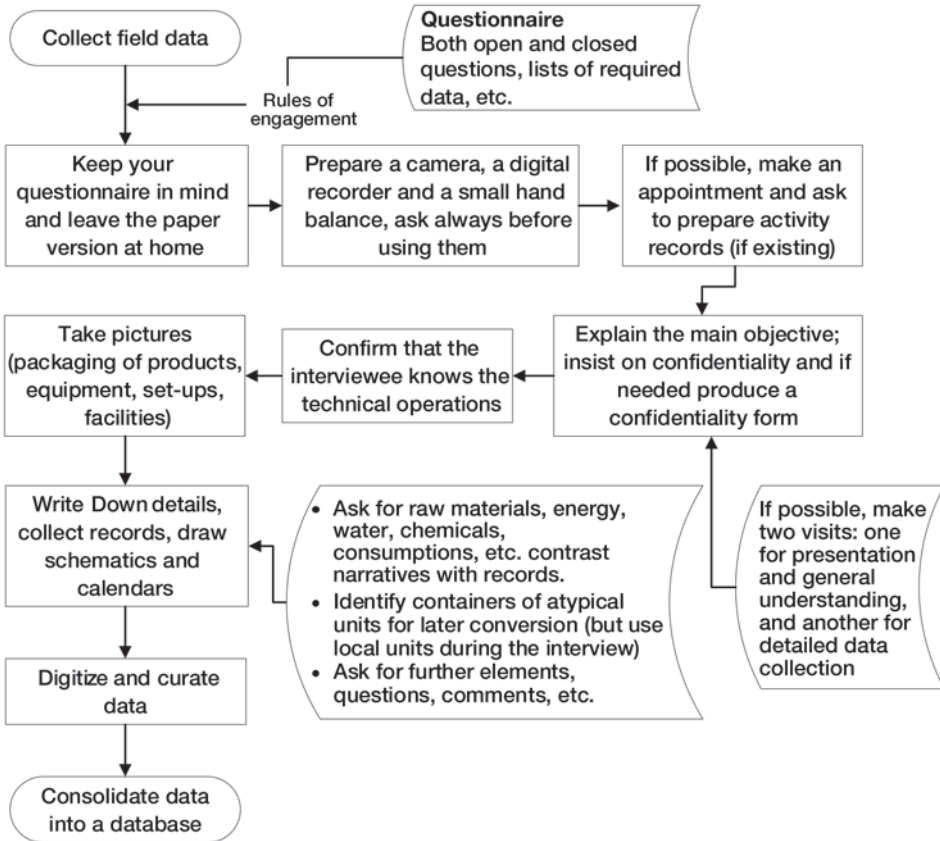 Collect field data
Questionnaire
Both open and closed
questions, lists of required
data, etc.
Rules of
engagement
Keep your
questionnaire in mind
and leave the paper
version at home
Prepare a camera, a digital
recorder and a small hand
balance, ask always before
using them
If possible, make an
appointment and ask
to prepare activity
records (if existing)
Explain the main objective;
insist on confidentiality and if
needed produce a
confidentiality form
Confirm that the
interviewee knows the
technical operations
Take pictures
(packaging of products,
equipment, set-ups,
facilities)
Write Down details,
collect records, draw
schematics and
calendars
• Ask for raw materials, energy,
water, chemicals,
consumptions, etc. contrast
narratives with records.
• Identify containers of atypical
units for later conversion (but use
local units during the interview)
• Ask for further elements,
questions, comments, etc.
If possible, make
two visits: one
for presentation
and general
understanding,
and another for
detailed data
collection
Digitize and curate
data
Consolidate data
into a database